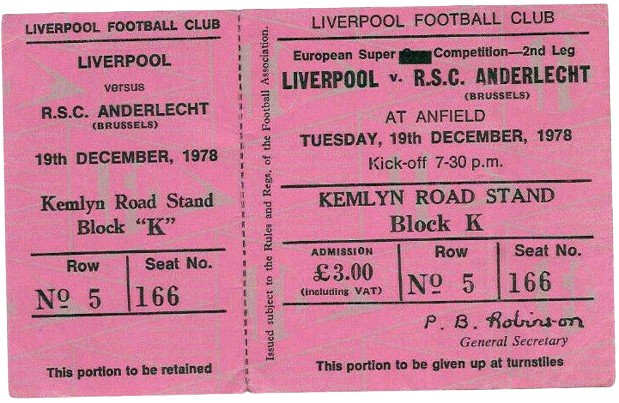 LIVERPOOL FOOTBALL CLUB
LIVERPOOL
versus
R.S.C. ANDERLECHT
(BRUSSELS)
19th DECEMBER, 1978
Kemlyn Road Stand
Block "K"
Row
Seat No.
Nº 5
166
This portion to be retained
Issued subject to the Rules and Regs. of the Football Association.
LIVERPOOL FOOTBALL CLUB
European Super Competition—2nd Leg
LIVERPOOL v. R.S.C. ANDERLECHT
(BRUSSELS)
AT ANFIELD
TUESDAY, 19th DECEMBER, 1978
Kick-off 7-30 p.m.
KEMLYN ROAD STAND
Block K
ADMISSION
£3.00
(including VAT)
Row
Nº 5
Seat No.
166
P. B. Robinson
General Secretary
This portion to be given up at turnstiles